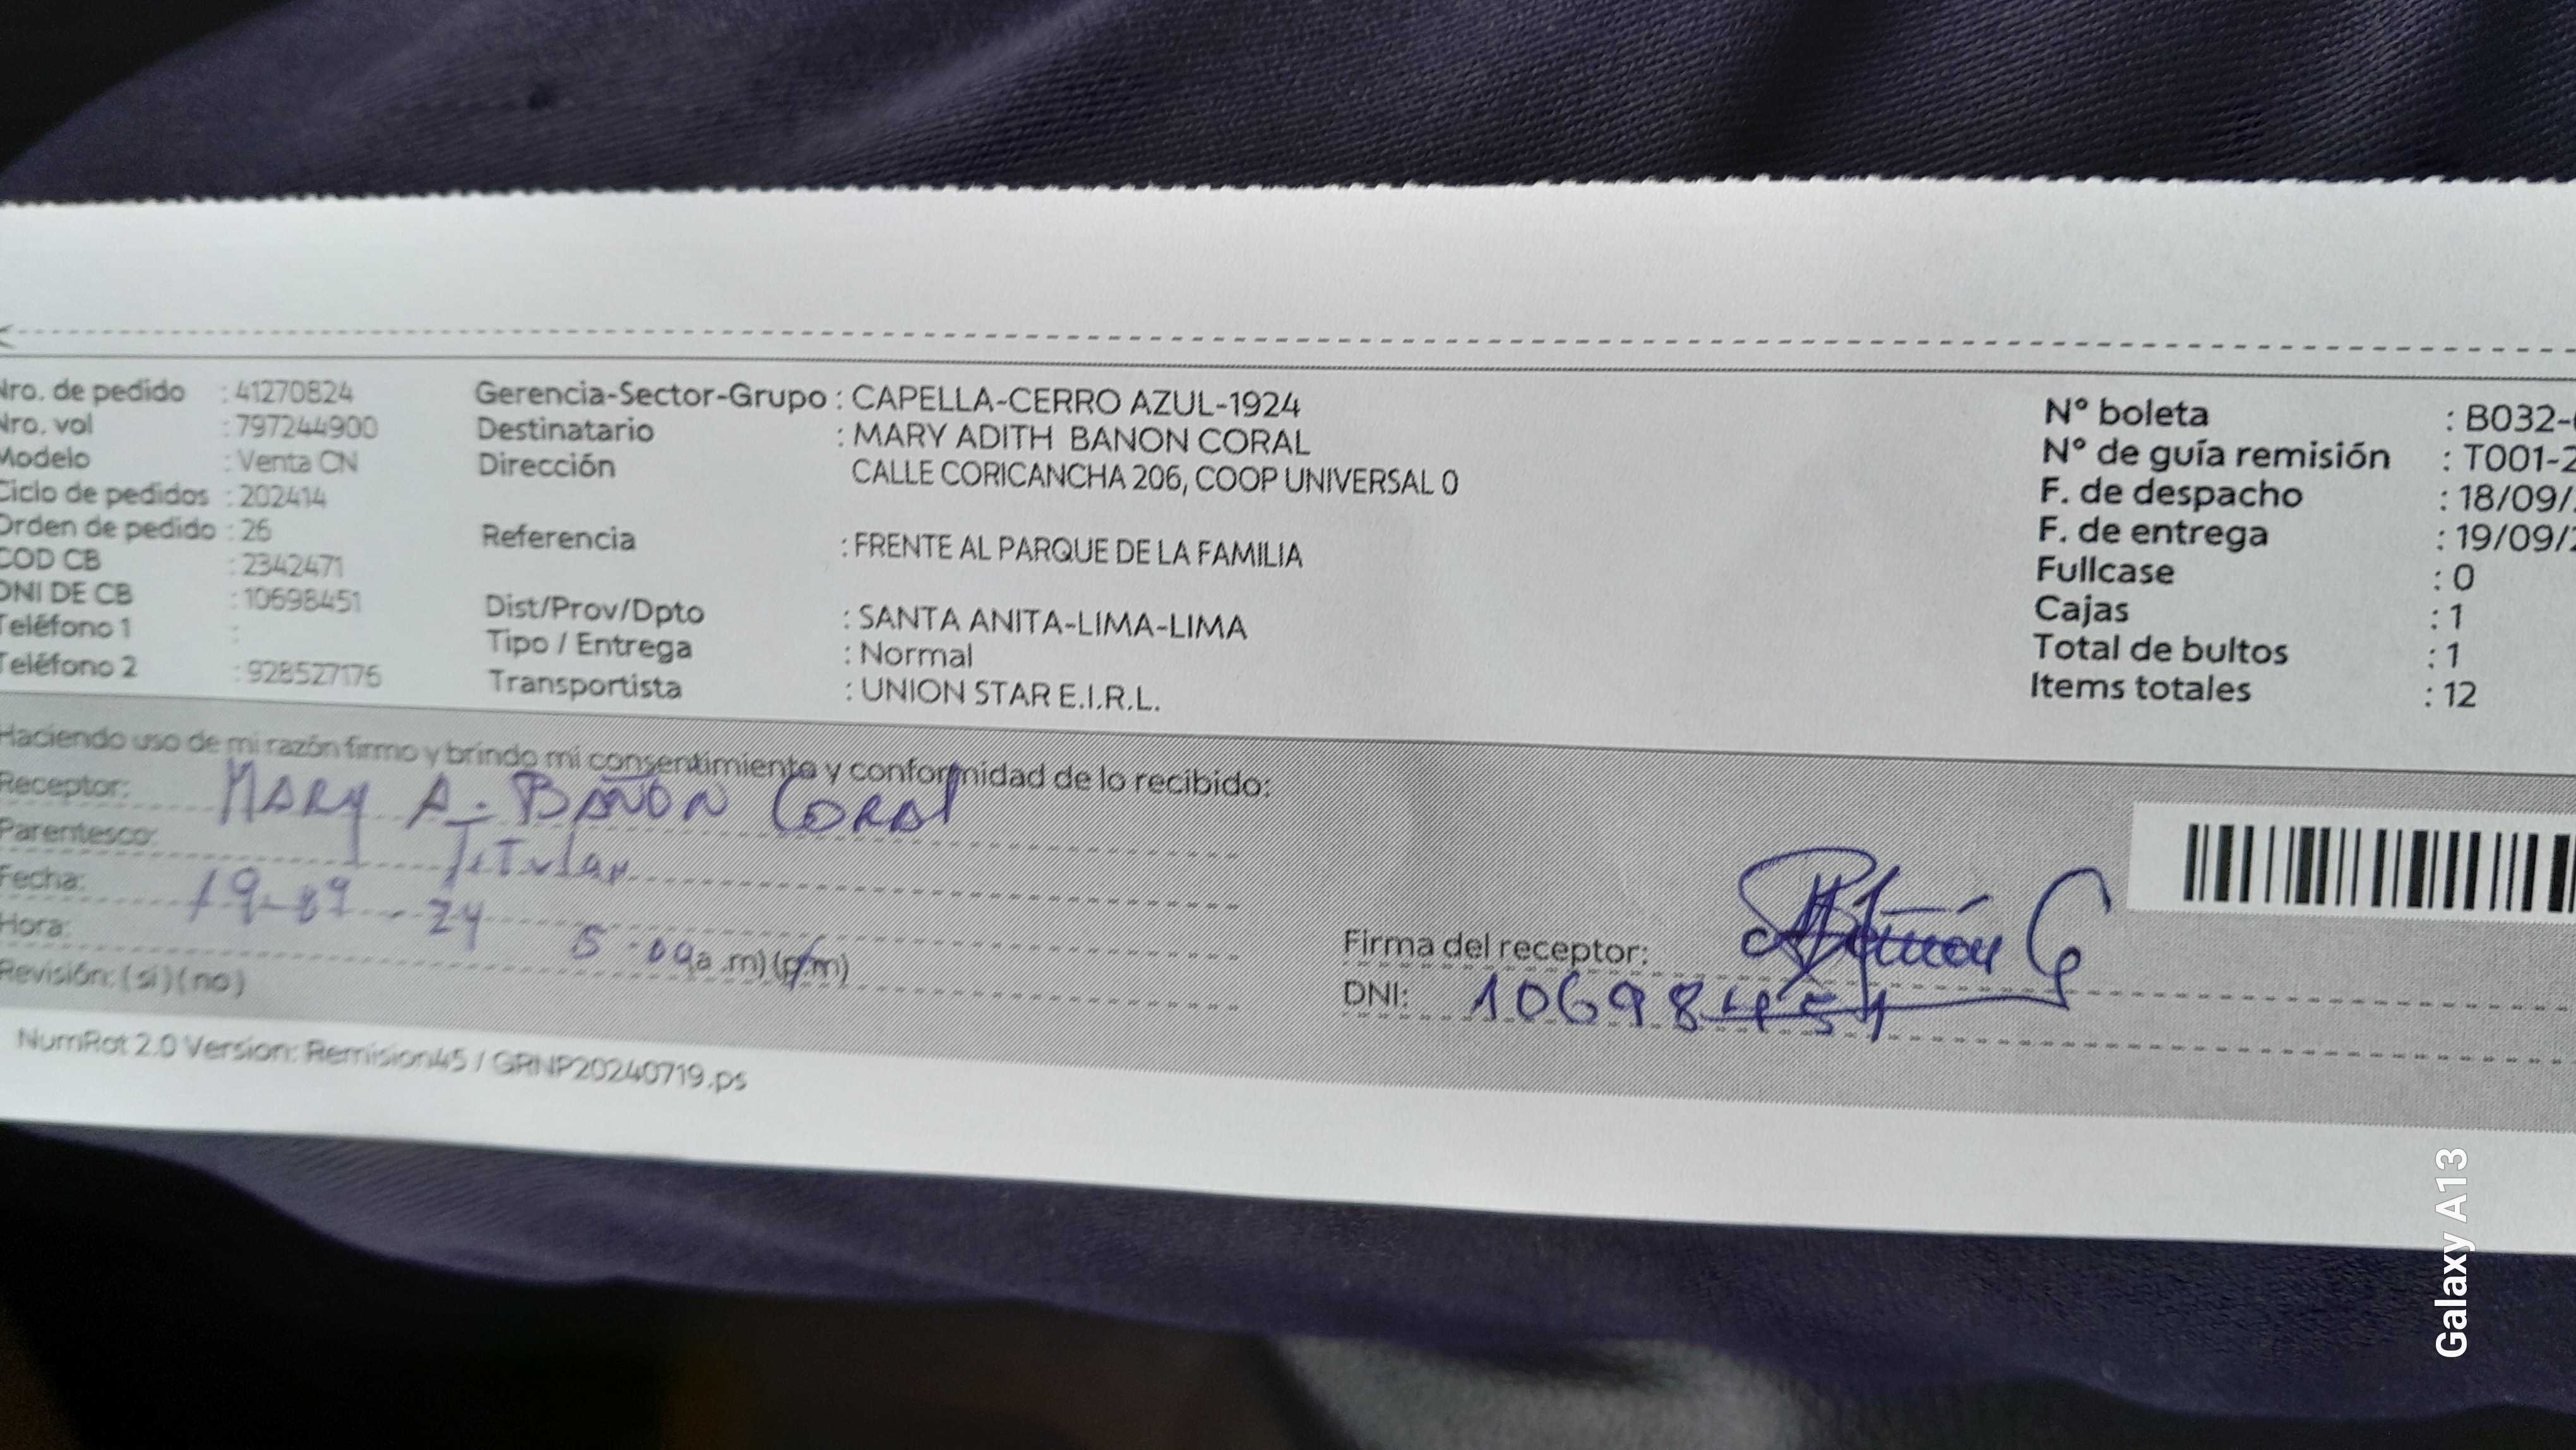 Nro. de pedido : 41270824
Nro. vol : 797244900
Modelo : Venta CN
Ciclo de pedidos : 202414
Orden de pedido : 26
COD CB : 2342471
DNI DE CB : 10698451
Teléfono 1 :
Teléfono 2 : 928527176
Gerencia-Sector-Grupo : CAPELLA-CERRO AZUL-1924
Destinatario : MARY ADITH BANON CORAL
Dirección CALLE CORICANCHA 206, COOP UNIVERSAL 0
Referencia : FRENTE AL PARQUE DE LA FAMILIA
Dist/Prov/Dpto : SANTA ANITA-LIMA-LIMA
Tipo / Entrega : Normal
Transportista : UNION STAR E.I.R.L.
N° boleta : B032-
N° de guía remisión : T001-2
F. de despacho : 18/09/
F. de entrega : 19/09/2
Fullcase : 0
Cajas : 1
Total de bultos : 1
Items totales : 12
Haciendo uso de mi razón firmo y brindo mi consentimiento y conformidad de lo recibido:
Receptor: MARY A. BAÑON CORAL
Parentesco: Titular
Fecha: 19-09-24
Hora: 5 09 (a.m) (p.m)
Revisión: (si) (no)
Firma del receptor:
DNI: 10698451
NumRot 2.0 Version: Remision45 / GRNP20240719.ps
Galaxy A13